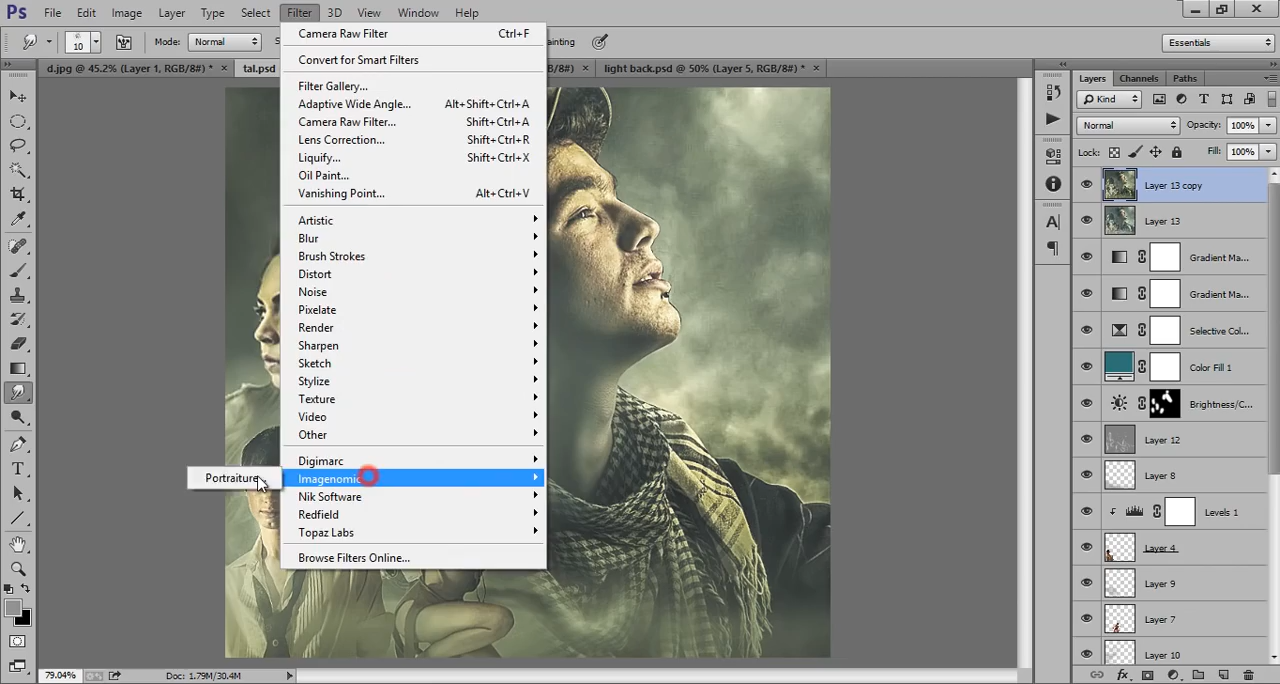 Ps File Edit Image Layer Type Select Filter 3D View Window Help
10 Mode: Normal Essentials
d.jpg @ 45.2% (Layer 1, RGB/8#) * × tal.psd light back.psd @ 50% (Layer 5, RGB/8#) * ×
Camera Raw Filter Ctrl+F
Convert for Smart Filters
Filter Gallery...
Adaptive Wide Angle... Alt+Shift+Ctrl+A
Camera Raw Filter... Shift+Ctrl+A
Lens Correction... Shift+Ctrl+R
Liquify... Shift+Ctrl+X
Oil Paint...
Vanishing Point... Alt+Ctrl+V
Artistic
Blur
Brush Strokes
Distort
Noise
Pixelate
Render
Sharpen
Sketch
Stylize
Texture
Video
Other
Digimarc
Imagenomic
Portraiture...
Nik Software
Redfield
Topaz Labs
Browse Filters Online...
Layers Channels Paths
Kind
Normal Opacity: 100%
Lock: Fill: 100%
Layer 13 copy
Layer 13
Gradient Ma...
Gradient Ma...
Selective Col...
Color Fill 1
Brightness/C...
Layer 12
Layer 8
Levels 1
Layer 4
Layer 9
Layer 7
Layer 10
79.04% Doc: 1.79M/30.4M